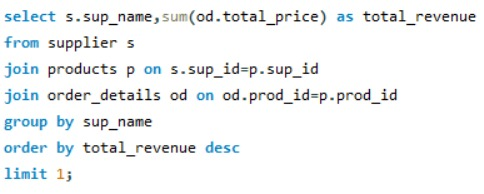 select s.sup_name,sum(od.total_price) as total_revenue
from supplier s
join products p on s.sup_id=p.sup_id
join order_details od on od.prod_id=p.prod_id
group by sup_name
order by total_revenue desc
limit 1;